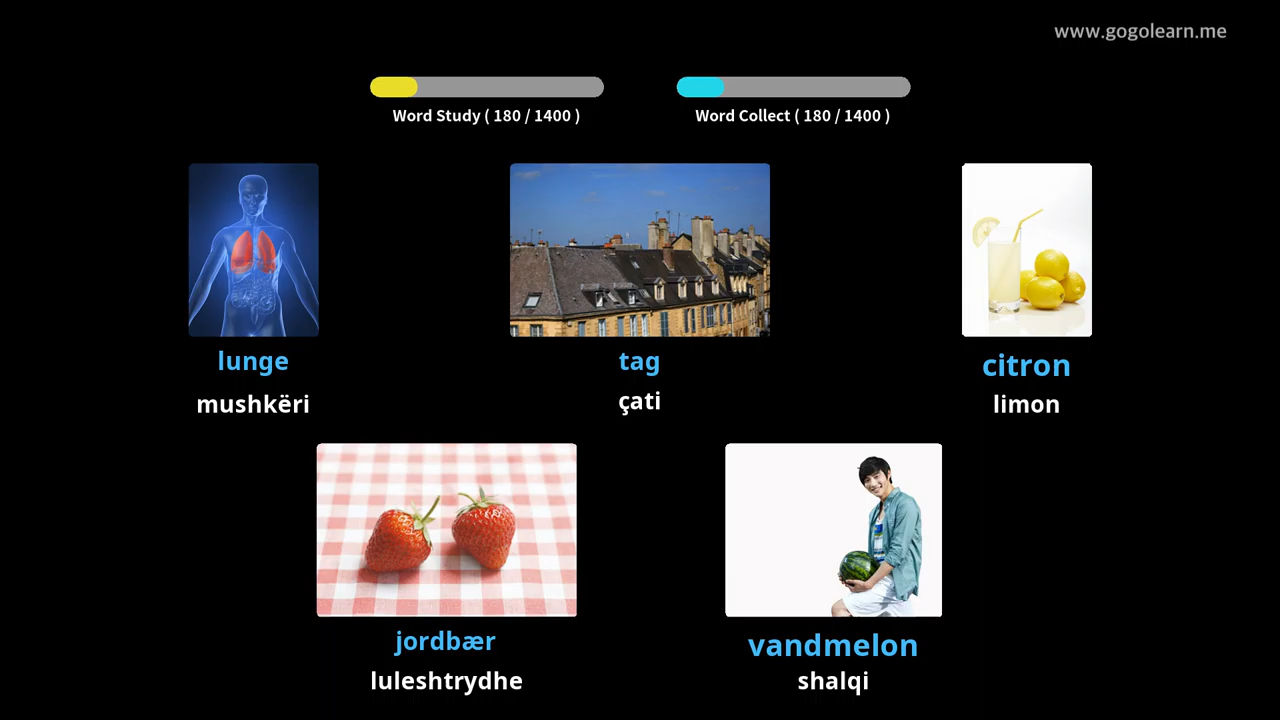 www.gogolearn.me
Word Study ( 180 / 1400 )
Word Collect ( 180 / 1400 )
lunge
mushkëri
tag
çati
citron
limon
jordbær
luleshtrydhe
vandmelon
shalqi